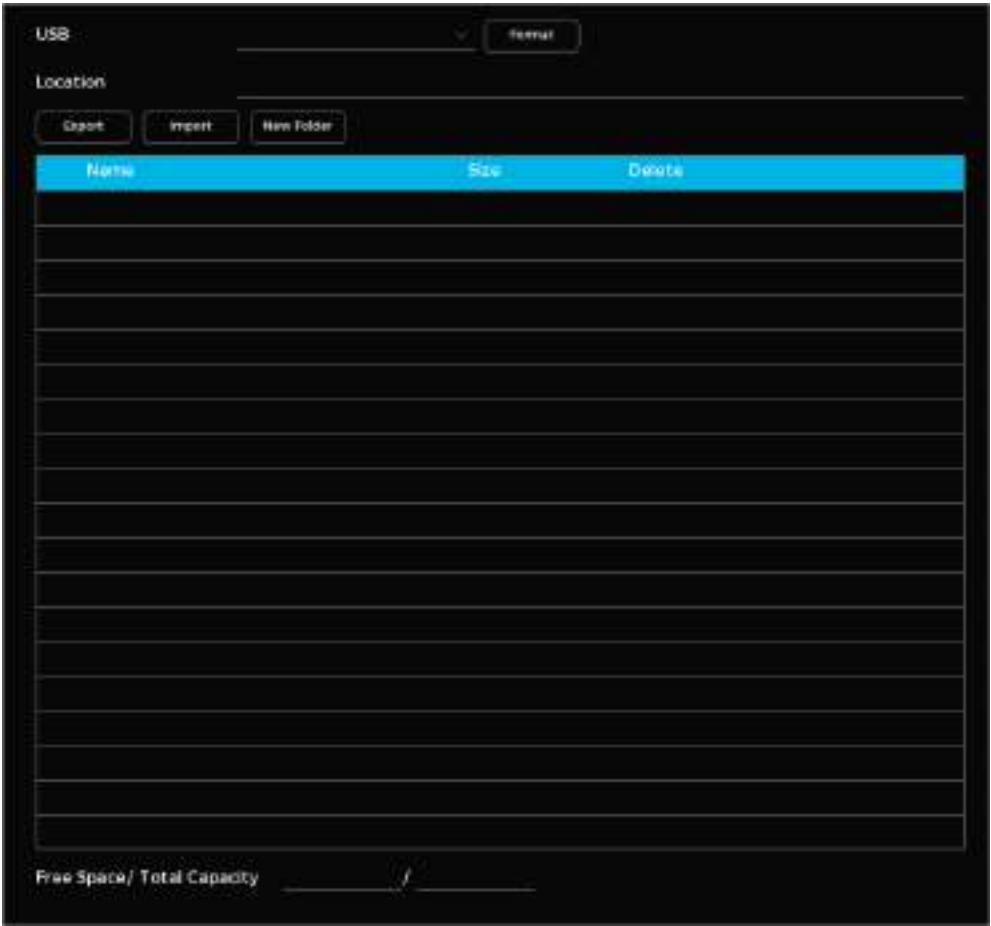 USB Format
Location
Export Import New Folder
Name Size Delete
Free Space/ Total Capacity /